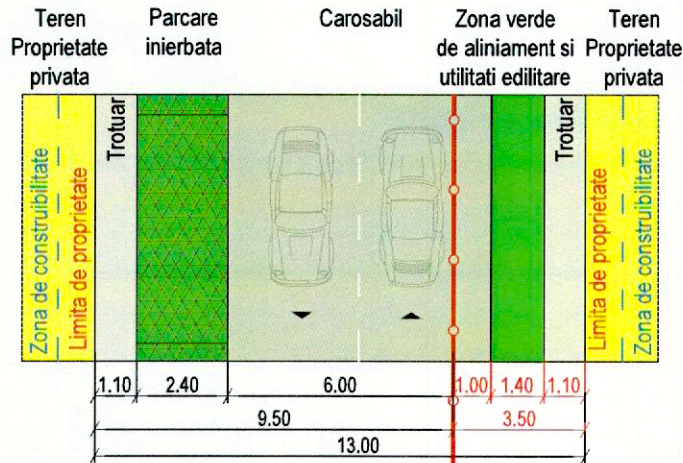 Teren
Proprietate
privata
Parcare
inierbata
Carosabil
Zona verde
de aliniament si
utilitati edilitare
Teren
Proprietate
privata
Zona de construibilitate
Limita de proprietate
Trotuar
Trotuar
Limita de proprietate
Zona de construibilitate
1.10 2.40 6.00 1.00 1.40 1.10
9.50 3.50
13.00